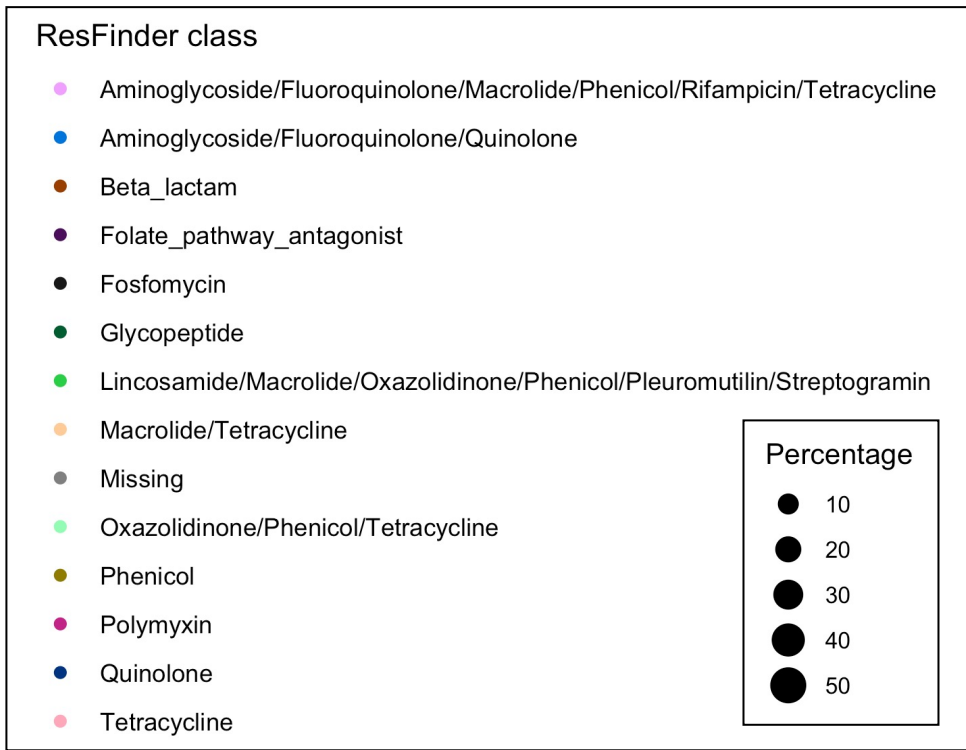 ResFinder class
Aminoglycoside/Fluoroquinolone/Macrolide/Phenicol/Rifampicin/Tetracycline
Aminoglycoside/Fluoroquinolone/Quinolone
Beta_lactam
Folate_pathway_antagonist
Fosfomycin
Glycopeptide
Lincosamide/Macrolide/Oxazolidinone/Phenicol/Pleuromutilin/Streptogramin
Macrolide/Tetracycline
Missing
Oxazolidinone/Phenicol/Tetracycline
Phenicol
Polymyxin
Quinolone
Tetracycline
Percentage
10
20
30
40
50